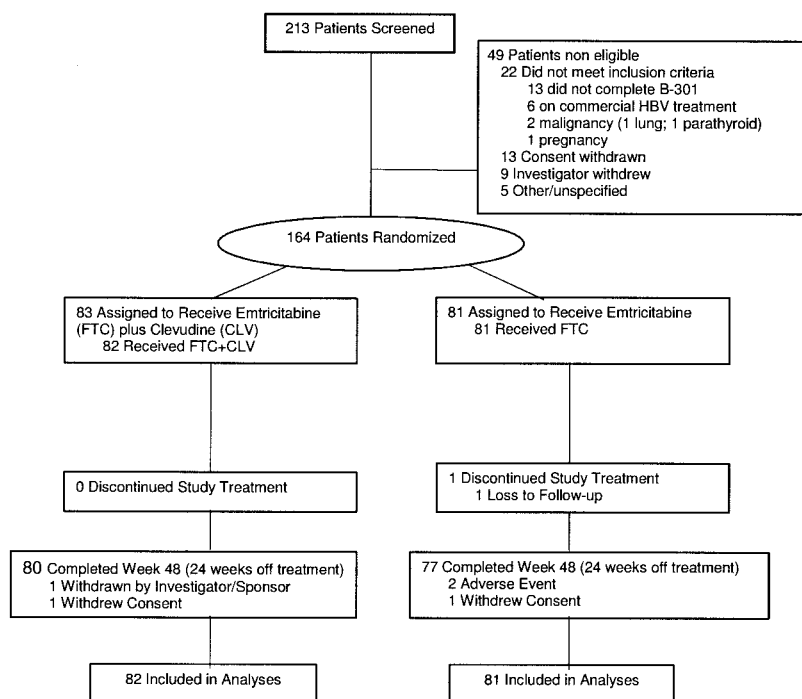 213 Patients Screened
49 Patients non eligible
22 Did not meet inclusion criteria
13 did not complete B-301
6 on commercial HBV treatment
2 malignancy (1 lung; 1 parathyroid)
1 pregnancy
13 Consent withdrawn
9 Investigator withdrew
5 Other/unspecified
164 Patients Randomized
83 Assigned to Receive Emtricitabine
(FTC) plus Clevudine (CLV)
82 Received FTC+CLV
81 Assigned to Receive Emtricitabine
81 Received FTC
0 Discontinued Study Treatment
1 Discontinued Study Treatment
1 Loss to Follow-up
80 Completed Week 48 (24 weeks off treatment)
1 Withdrawn by Investigator/Sponsor
1 Withdrew Consent
77 Completed Week 48 (24 weeks off treatment)
2 Adverse Event
1 Withdrew Consent
82 Included in Analyses
81 Included in Analyses